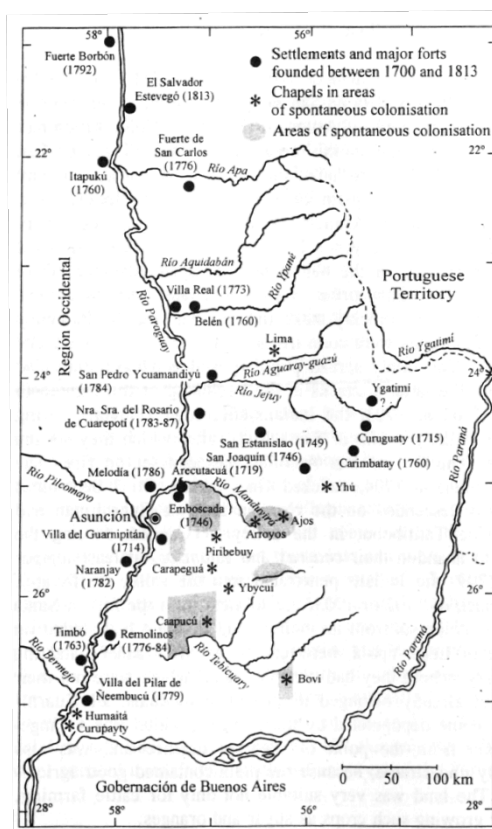 58°
56°
Fuerte Borbón
(1792)
Settlements and major forts
founded between 1700 and 1813
El Salvador
Estevegó (1813)
Chapels in areas
of spontaneous colonisation
Areas of spontaneous colonisation
Fuerte de
San Carlos
(1776)
22°
22°
Itapukú
(1760)
Río Apa
Río Aquidabán
Región Occidental
Río Paraguay
Villa Real (1773)
Río Ypané
Belén (1760)
Portuguese
Territory
Lima
Río Ygatimí
24°
24°
San Pedro Ycuamandiyú
(1784)
Río Aguaray-guazú
Río Jejuy
Ygatimi
?
Nra. Sra. del Rosario
de Cuarepotí (1783-87)
Curuguaty (1715)
San Estanislao (1749)
San Joaquín (1746)
Carimbatay (1760)
Río Paraná
Río Pilcomayo
Melodía (1786)
Arecutacuá (1719)
Yhú
Emboscada
(1746)
Río Monduvirá
Ajos
Arroyos
Asunción
Villa del Guarnipitán
(1714)
Piribebuy
Carapeguá
Naranjay
(1782)
Ybycuí
26°
26°
Caapucú
Timbó
(1763)
Remolinos
(1776-84)
Río Tebicuary
Río Bermejo
Boví
Río Paraná
Villa del Pilar de
Ñeembucú (1779)
Humaitá
Curupayty
0
100 km
Gobernación de Buenos Aires
28°
58°
56°
28°